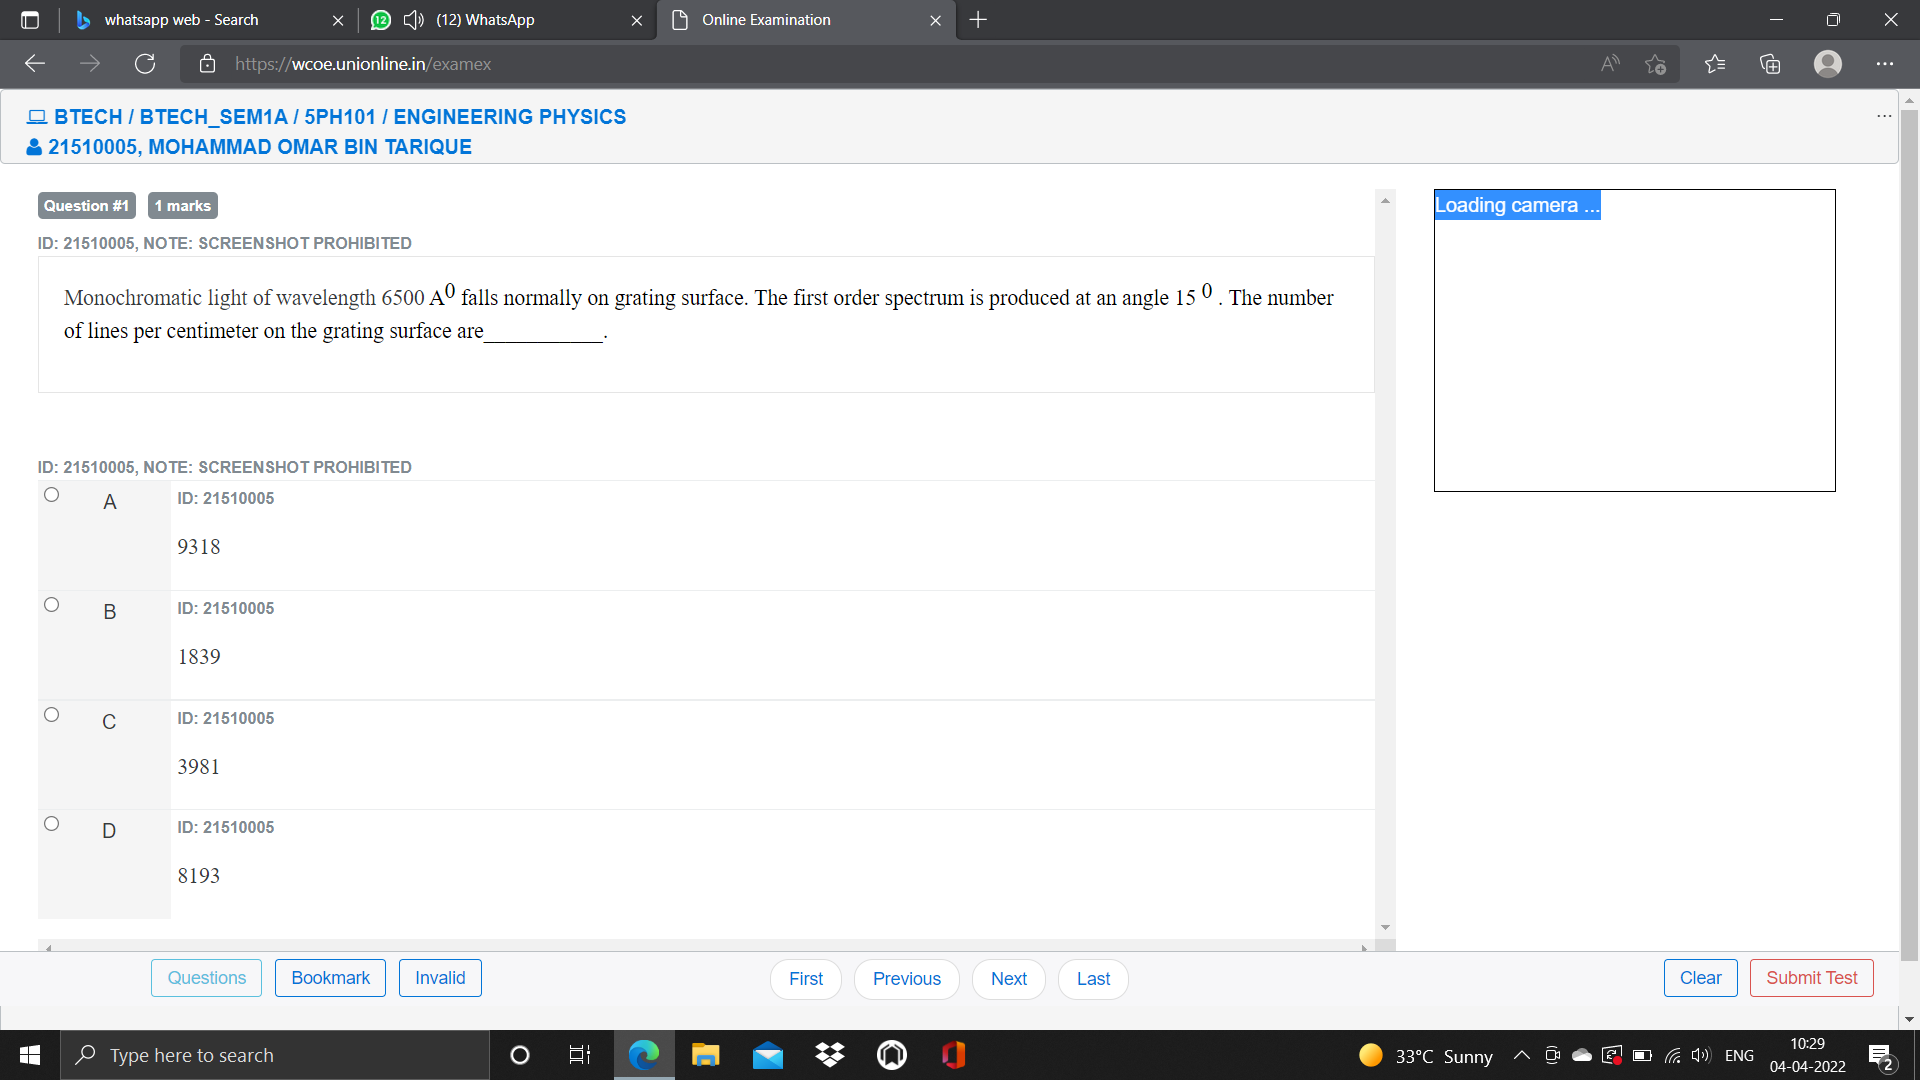 whatsapp web - Search
(12) WhatsApp
Online Examination
https://wcoe.unionline.in/examex
BTECH / BTECH_SEM1A / 5PH101 / ENGINEERING PHYSICS
21510005, MOHAMMAD OMAR BIN TARIQUE
Question #1 1 marks
Loading camera ...
ID: 21510005, NOTE: SCREENSHOT PROHIBITED
Monochromatic light of wavelength 6500 A⁰ falls normally on grating surface. The first order spectrum is produced at an angle 15 ⁰ . The number
of lines per centimeter on the grating surface are___________.
ID: 21510005, NOTE: SCREENSHOT PROHIBITED
A ID: 21510005
9318
B ID: 21510005
1839
C ID: 21510005
3981
D ID: 21510005
8193
Questions Bookmark Invalid First Previous Next Last Clear Submit Test
Type here to search
33°C Sunny
ENG
10:29
04-04-2022
2